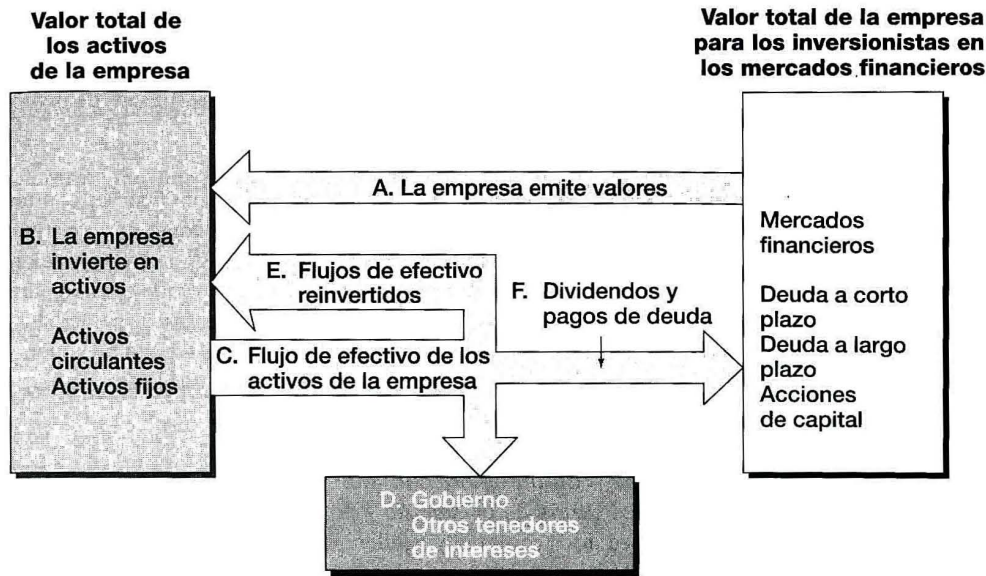 Valor total de
los activos
de la empresa
Valor total de la empresa
para los inversionistas en
los mercados financieros
A. La empresa emite valores
B. La empresa
invierte en
activos
Activos
circulantes
Activos fijos
E. Flujos de efectivo
reinvertidos
F. Dividendos y
pagos de deuda
C. Flujo de efectivo de los
activos de la empresa
Mercados
financieros
Deuda a corto
plazo
Deuda a largo
plazo
Acciones
de capital
D. Gobierno
Otros tenedores
de intereses